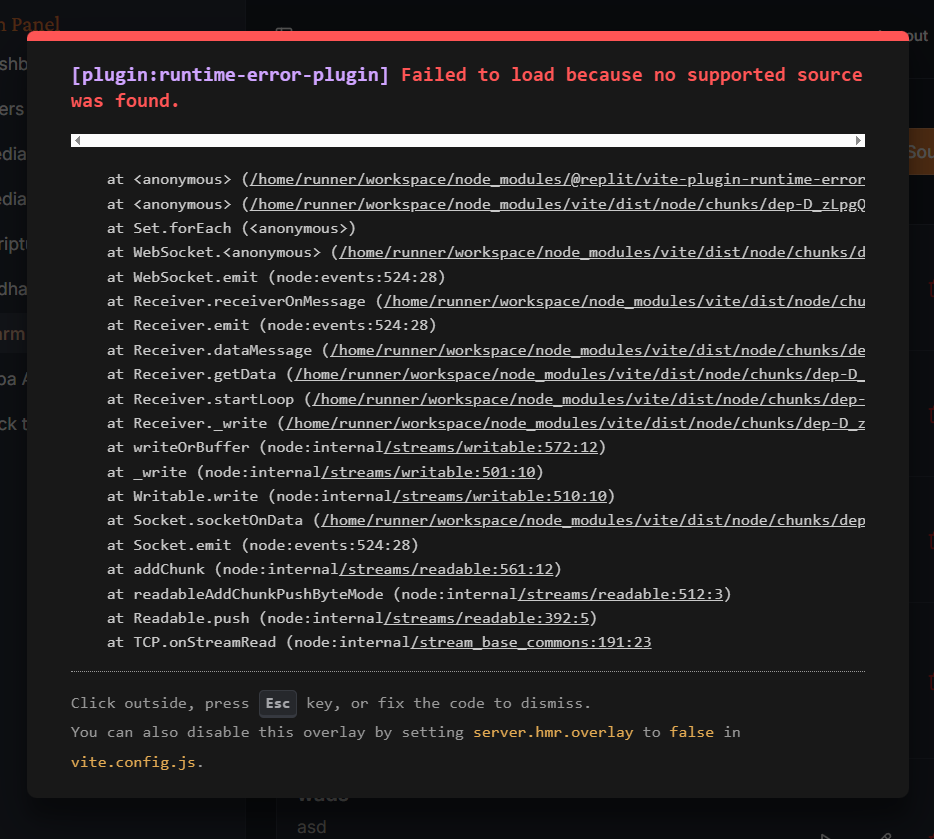 Panel
[plugin:runtime-error-plugin] Failed to load because no supported source
was found.
at <anonymous> (/home/runner/workspace/node_modules/@replit/vite-plugin-runtime-error
at <anonymous> (/home/runner/workspace/node_modules/vite/dist/node/chunks/dep-D_zLpgQ
at Set.forEach (<anonymous>)
at WebSocket.<anonymous> (/home/runner/workspace/node_modules/vite/dist/node/chunks/d
at WebSocket.emit (node:events:524:28)
at Receiver.receiverOnMessage (/home/runner/workspace/node_modules/vite/dist/node/chu
at Receiver.emit (node:events:524:28)
at Receiver.dataMessage (/home/runner/workspace/node_modules/vite/dist/node/chunks/de
at Receiver.getData (/home/runner/workspace/node_modules/vite/dist/node/chunks/dep-D_
at Receiver.startLoop (/home/runner/workspace/node_modules/vite/dist/node/chunks/dep-
at Receiver._write (/home/runner/workspace/node_modules/vite/dist/node/chunks/dep-D_z
at writeOrBuffer (node:internal/streams/writable:572:12)
at _write (node:internal/streams/writable:501:10)
at Writable.write (node:internal/streams/writable:510:10)
at Socket.socketOnData (/home/runner/workspace/node_modules/vite/dist/node/chunks/dep
at Socket.emit (node:events:524:28)
at addChunk (node:internal/streams/readable:561:12)
at readableAddChunkPushByteMode (node:internal/streams/readable:512:3)
at Readable.push (node:internal/streams/readable:392:5)
at TCP.onStreamRead (node:internal/stream_base_commons:191:23
Click outside, press Esc key, or fix the code to dismiss.
You can also disable this overlay by setting server.hmr.overlay to false in
vite.config.js.
asd